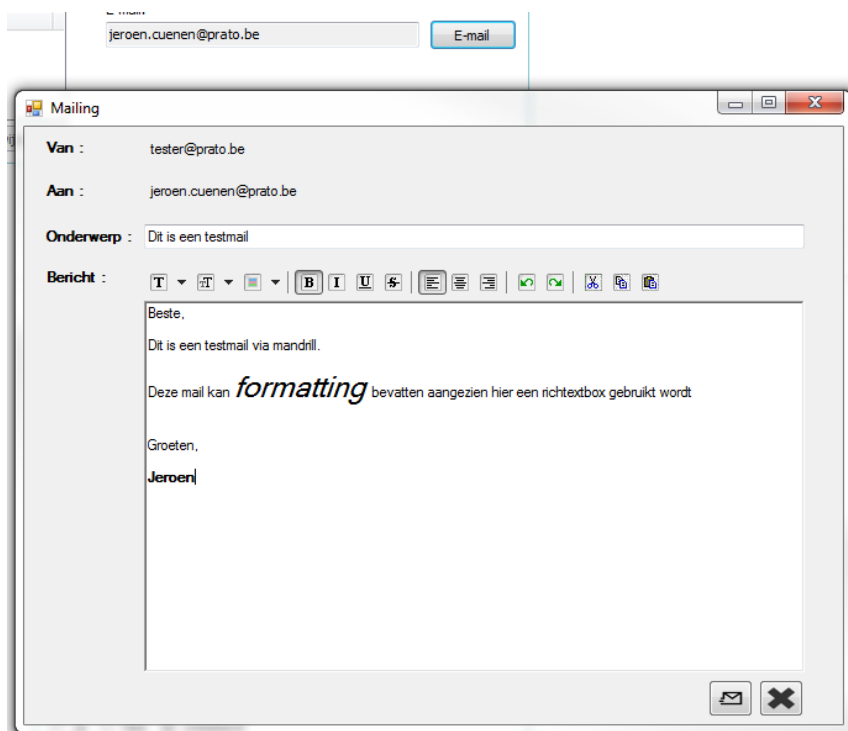 jeroen.cuenen@prato.be E-mail
Mailing
Van : tester@prato.be
Aan : jeroen.cuenen@prato.be
Onderwerp : Dit is een testmail
Bericht : T T B I U S
Beste,
Dit is een testmail via mandrill.
Deze mail kan formatting bevatten aangezien hier een richtextbox gebruikt wordt
Groeten,
Jeroen